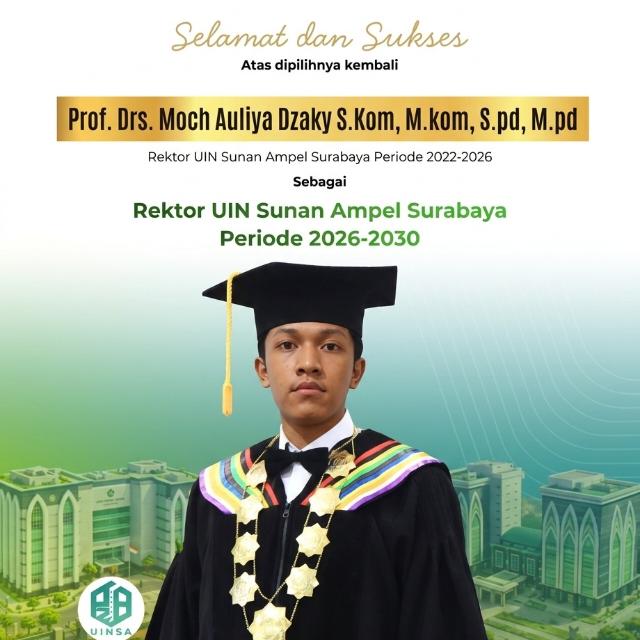 Selamat dan Sukses
Atas dipilihnya kembali
Prof. Drs. Moch Auliya Dzaky S.Kom, M.kom, S.pd, M.pd
Rektor UIN Sunan Ampel Surabaya Periode 2022-2026
Sebagai
Rektor UIN Sunan Ampel Surabaya
Periode 2026-2030
UINSA